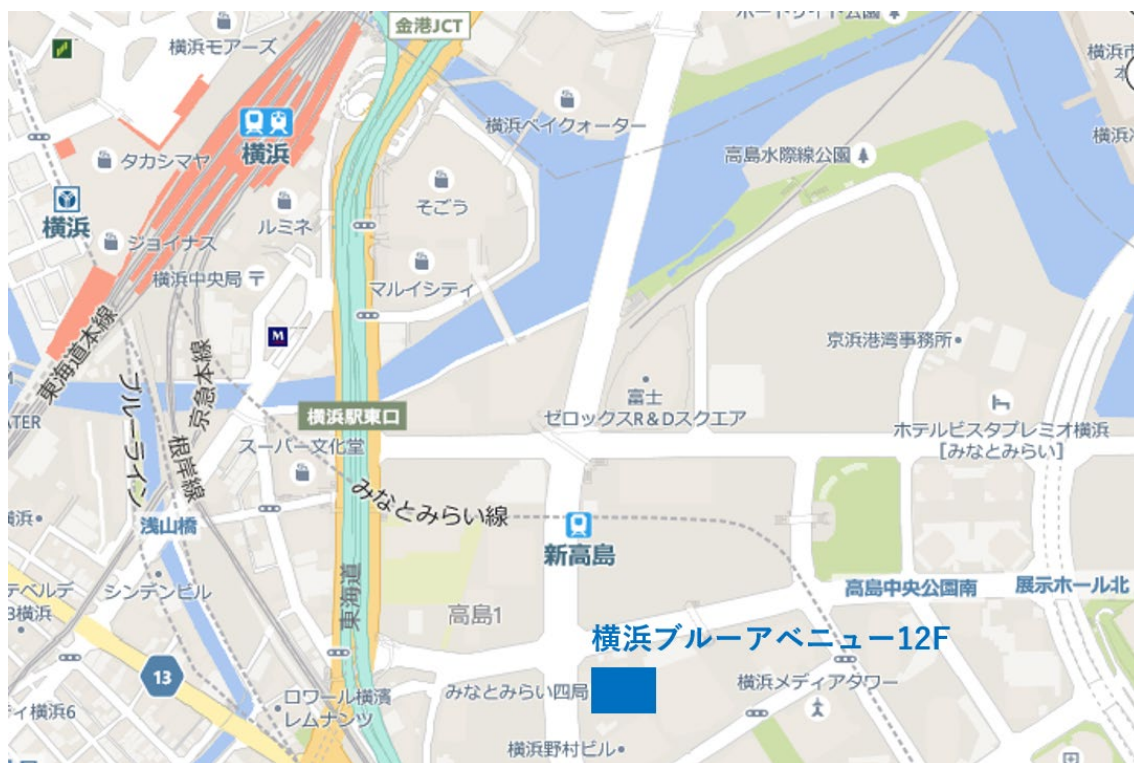 金港JCT
ポートサイド公園
横浜モアーズ
横浜
タカシマヤ
横浜
ジョイナス
ルミネ
横浜中央局
そごう
マルイシティ
横浜ベイクォーター
高島水際線公園
M
東海道本線
京急本線
ブルーライン
根岸線
横浜駅東口
スーパー文化堂
富士
ゼロックスR&Dスクエア
京浜港湾事務所
ホテルビスタプレミオ横浜
[みなとみらい]
みなとみらい線
新高島
浅山橋
シンデンビル
東海道
高島1
高島中央公園南
展示ホール北
横浜ブルーアベニュー12F
13
ロワール横濱
レムナンツ
みなとみらい四局
横浜メディアタワー
横浜野村ビル